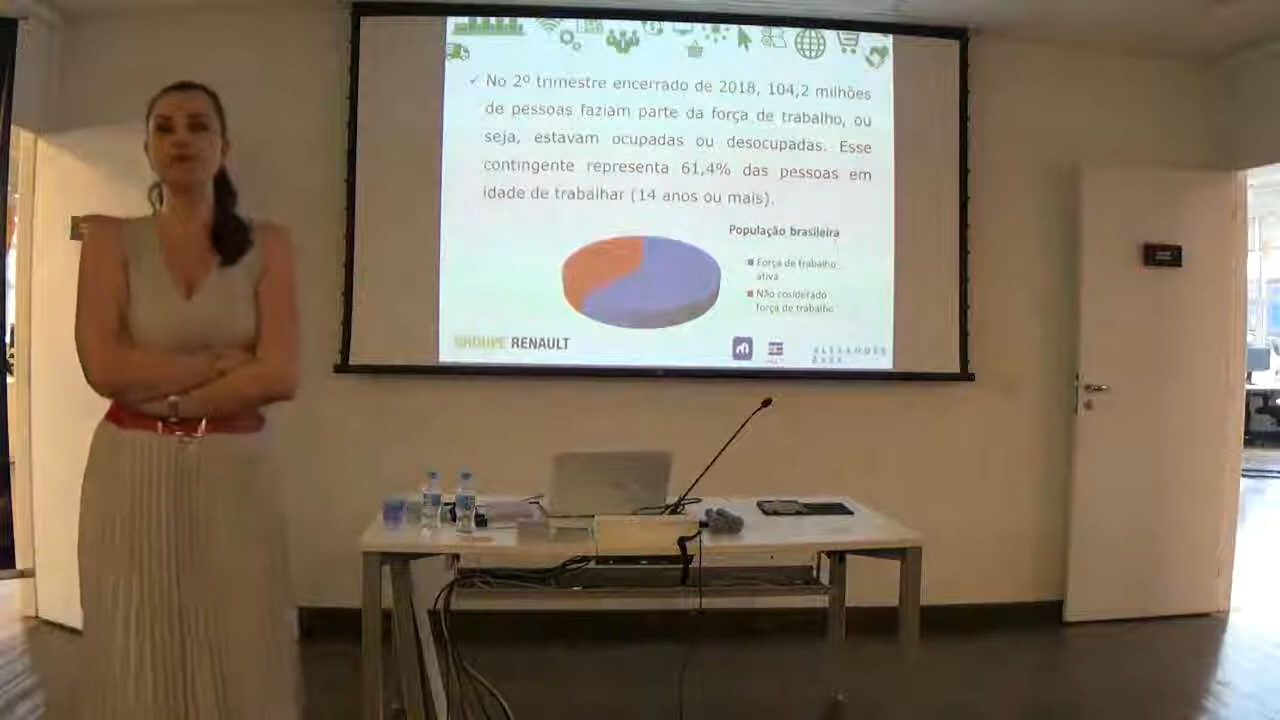 ✓ No 2º trimestre encerrado de 2018, 104,2 milhões
de pessoas faziam parte da força de trabalho, ou
seja, estavam ocupadas ou desocupadas. Esse
contingente representa 61,4% das pessoas em
idade de trabalhar (14 anos ou mais).
População brasileira
Força de trabalho
ativa
Não cosiderado
força de trabalho
GROUPE RENAULT